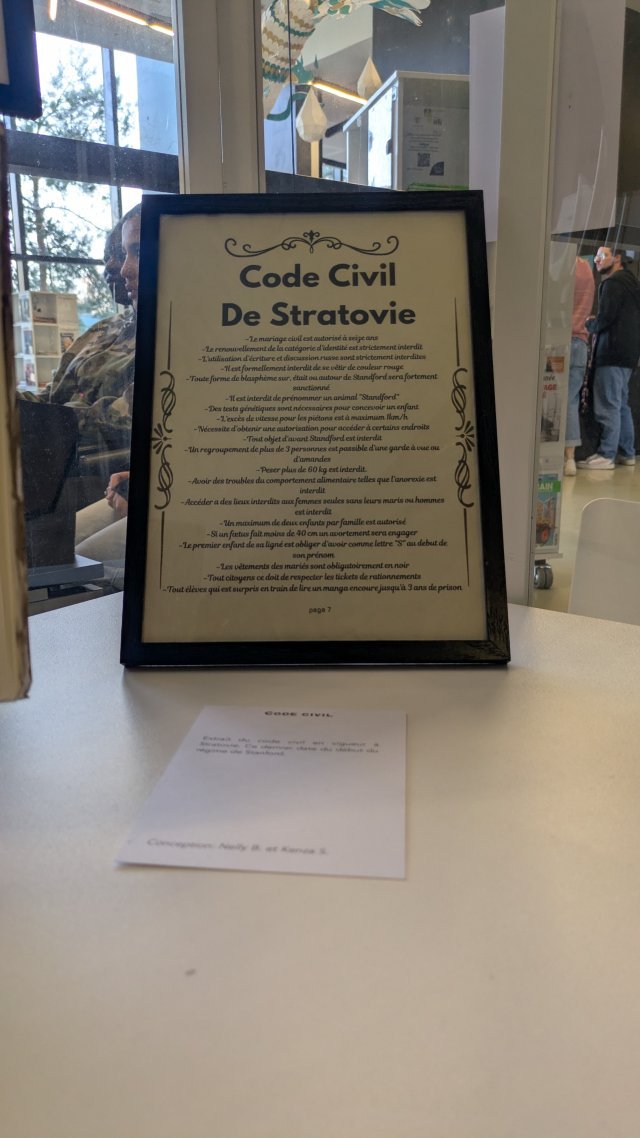 Code Civil
De Stratovie
-Le mariage civil est autorisé à seize ans
-Le renouvellement de la catégorie d'identité est strictement interdit
-L'utilisation d'écriture et discussion russe sont strictement interdites
-Il est formellement interdit de se vêtir de couleur rouge
-Toute forme de blasphème sur, était ou autour de Standford sera fortement
sanctionné.
-Il est interdit de prénommer un animal "Standford"
-Des tests génétiques sont nécessaires pour concevoir un enfant
-L'excès de vitesse pour les piétons est à maximum 1km/h
-Nécessite d'obtenir une autorisation pour accéder à certains endroits
-Tout objet d'avant Standford est interdit
-Un regroupement de plus de 3 personnes est passible d'une garde à vue ou
d'amandes
-Peser plus de 60 kg est interdit.
-Avoir des troubles du comportement alimentaire telles que l'anorexie est
interdit
-Accéder a des lieux interdits aux femmes seules sans leurs maris ou hommes
est interdit
-Un maximum de deux enfants par famille est autorisé
-Si un fœtus fait moins de 40 cm un avortement sera engager
-Le premier enfant de sa ligné est obliger d'avoir comme lettre "S" au debut de
son prénom
-Les vêtements des mariés sont obligatoirement en noir
-Tout citoyens ce doit de respecter les tickets de rationnements
-Tout élèves qui est surpris en train de lire un manga encoure jusqu'à 3 ans de prison
page 7
CODE CIVIL
Extrait du code civil en vigueur à
Stratovie. Ce dernier date du début du
régime de Stanford.
Conception: Nelly B. et Kenza S.